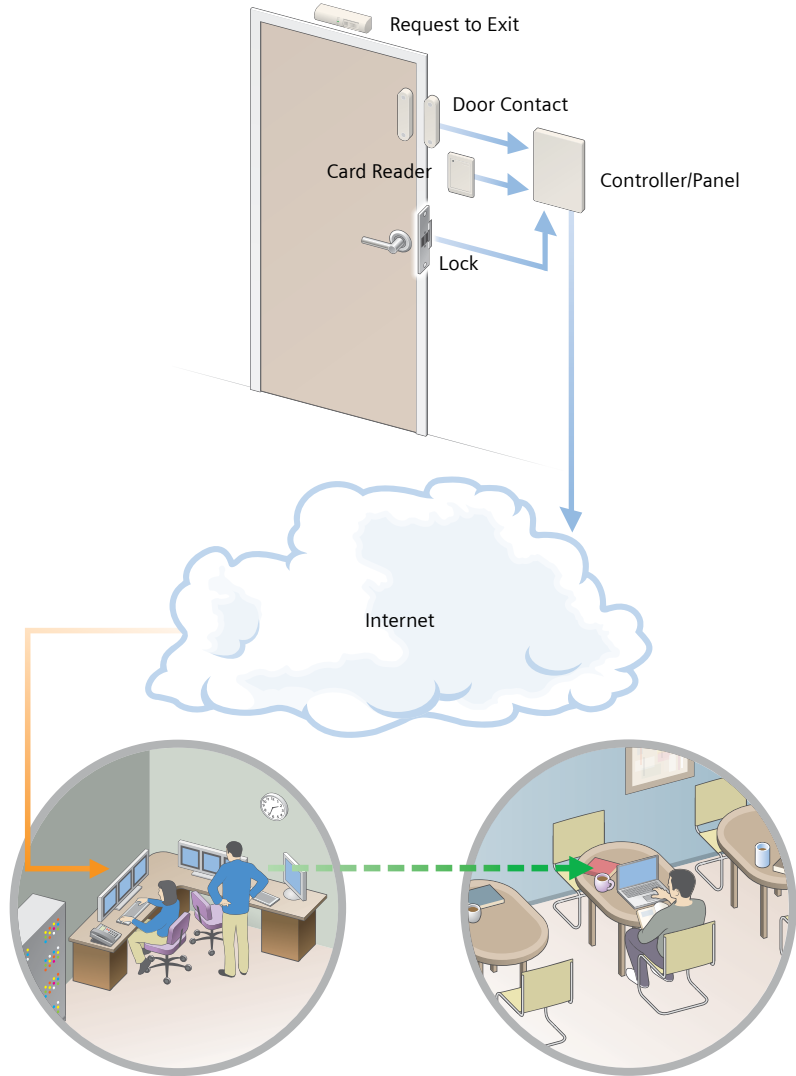 Request to Exit
Door Contact
Card Reader
Controller/Panel
Lock
Internet